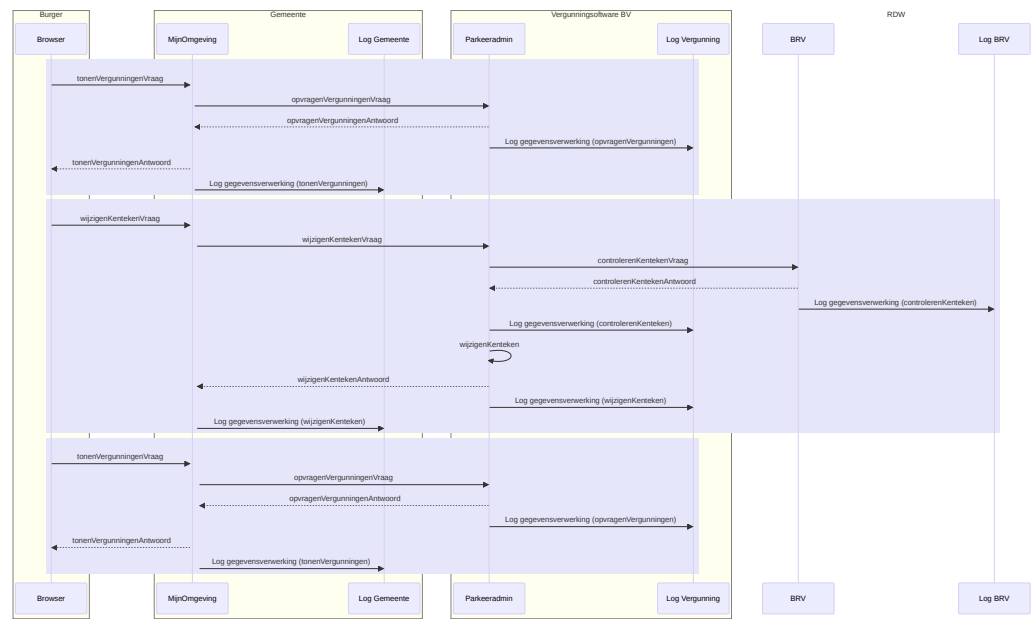 Burger Gemeente Vergunningsoftware BV RDW
Browser MijnOmgeving Log Gemeente Parkeeradmin Log Vergunning BRV Log BRV
tonenVergunningenVraag
opvragenVergunningenVraag
opvragenVergunningenAntwoord
Log gegevensverwerking (opvragenVergunningen)
tonenVergunningenAntwoord
Log gegevensverwerking (tonenVergunningen)
wijzigenKentekenVraag
wijzigenKentekenVraag
controlerenKentekenVraag
controlerenKentekenAntwoord
Log gegevensverwerking (controlerenKenteken)
Log gegevensverwerking (controlerenKenteken)
wijzigenKenteken
wijzigenKentekenAntwoord
Log gegevensverwerking (wijzigenKenteken)
Log gegevensverwerking (wijzigenKenteken)
tonenVergunningenVraag
opvragenVergunningenVraag
opvragenVergunningenAntwoord
Log gegevensverwerking (opvragenVergunningen)
tonenVergunningenAntwoord
Log gegevensverwerking (tonenVergunningen)
Browser MijnOmgeving Log Gemeente Parkeeradmin Log Vergunning BRV Log BRV